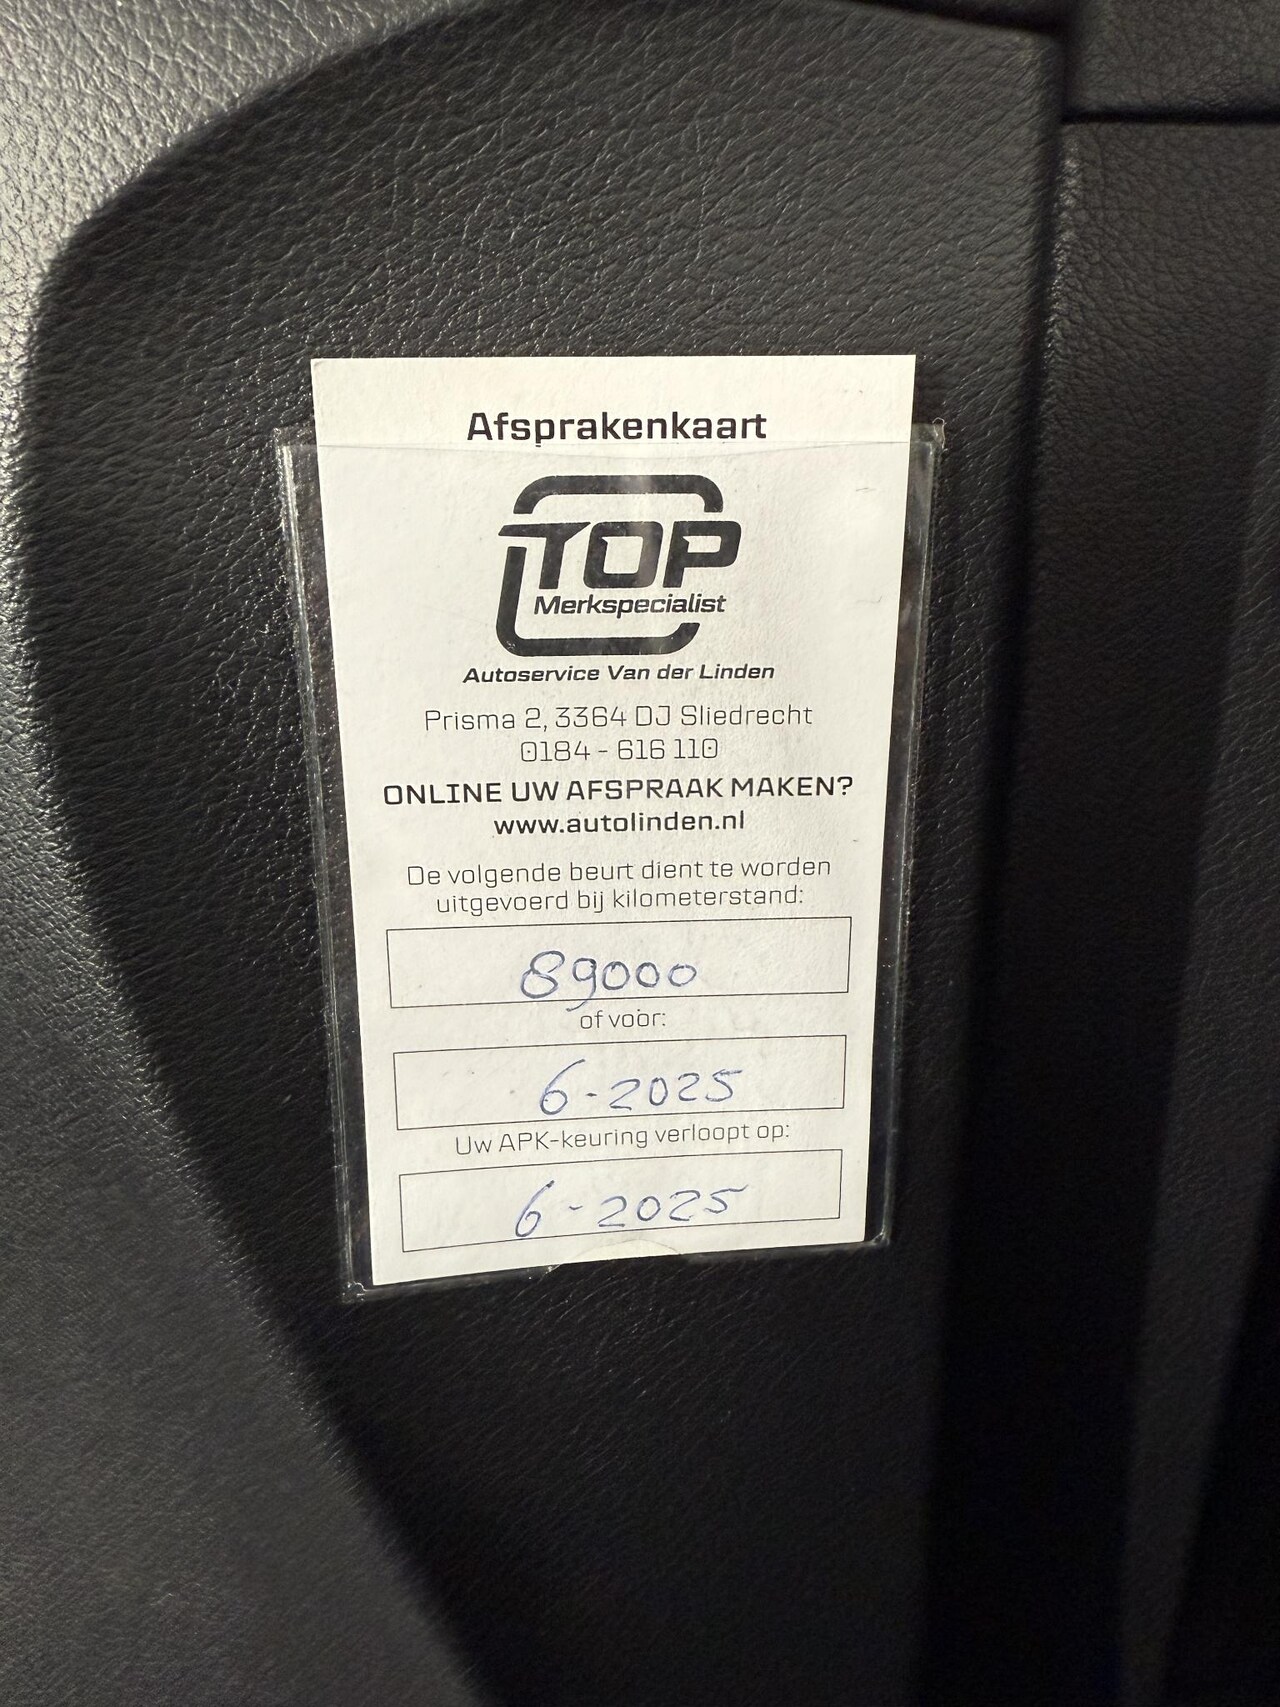 Afsprakenkaart
TOP
Merkspecialist
Autoservice Van der Linden
Prisma 2, 3364 DJ Sliedrecht
0184 - 616 110
ONLINE UW AFSPRAAK MAKEN?
www.autolinden.nl
De volgende beurt dient te worden
uitgevoerd bij kilometerstand:
89000
of voor:
6-2025
Uw APK-keuring verloopt op:
6-2025